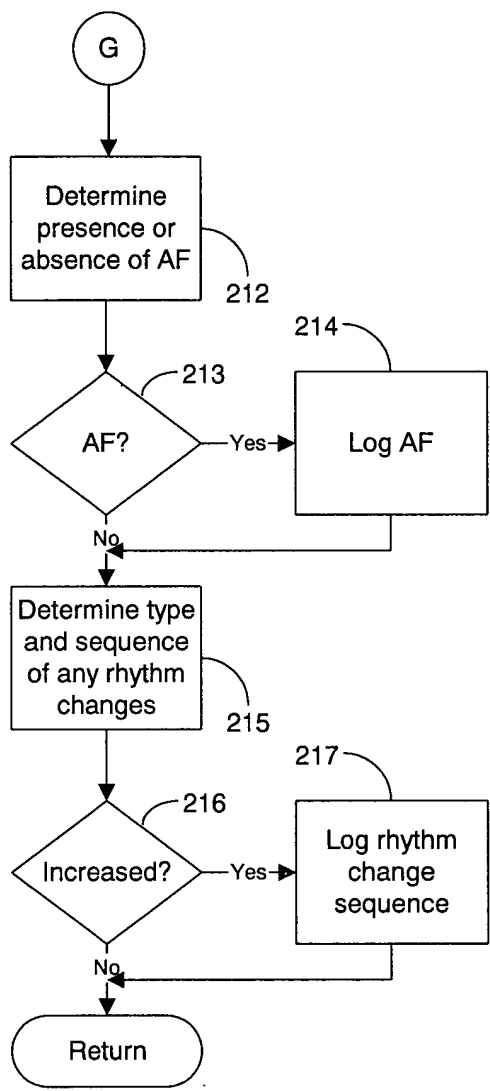 G
Determine
presence or
absence of AF
212
214
213
AF?
Yes
Log AF
No
Determine type
and sequence
of any rhythm
changes
215
217
216
Increased?
Yes
Log rhythm
change
sequence
No
Return